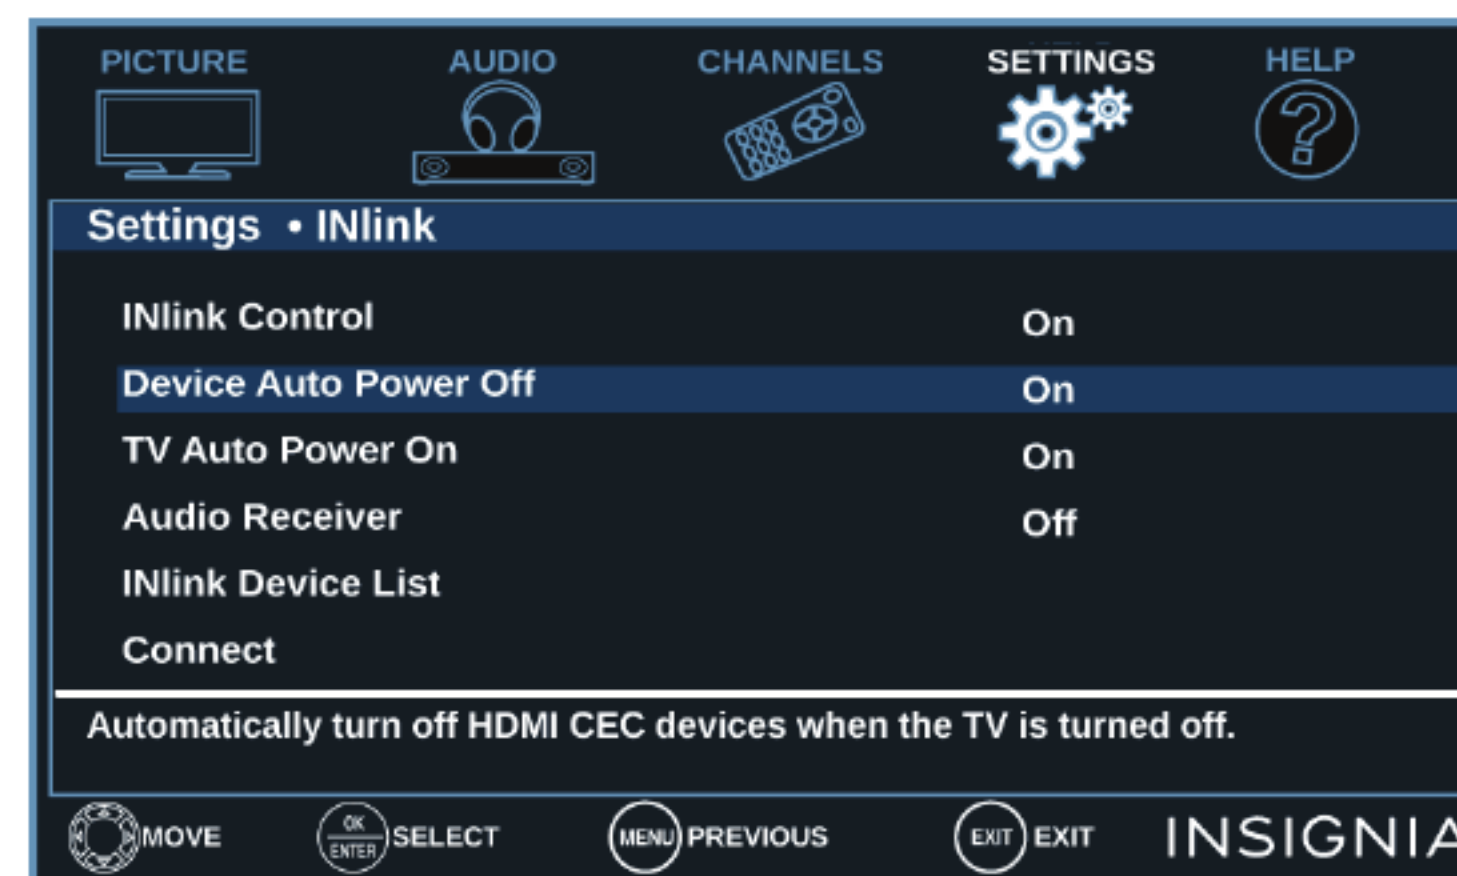 PICTURE AUDIO CHANNELS SETTINGS HELP
Settings • INlink
INlink Control On
Device Auto Power Off On
TV Auto Power On On
Audio Receiver Off
INlink Device List
Connect
Automatically turn off HDMI CEC devices when the TV is turned off.
OK ENTER MOVE SELECT MENU PREVIOUS EXIT EXIT INSIGNIA